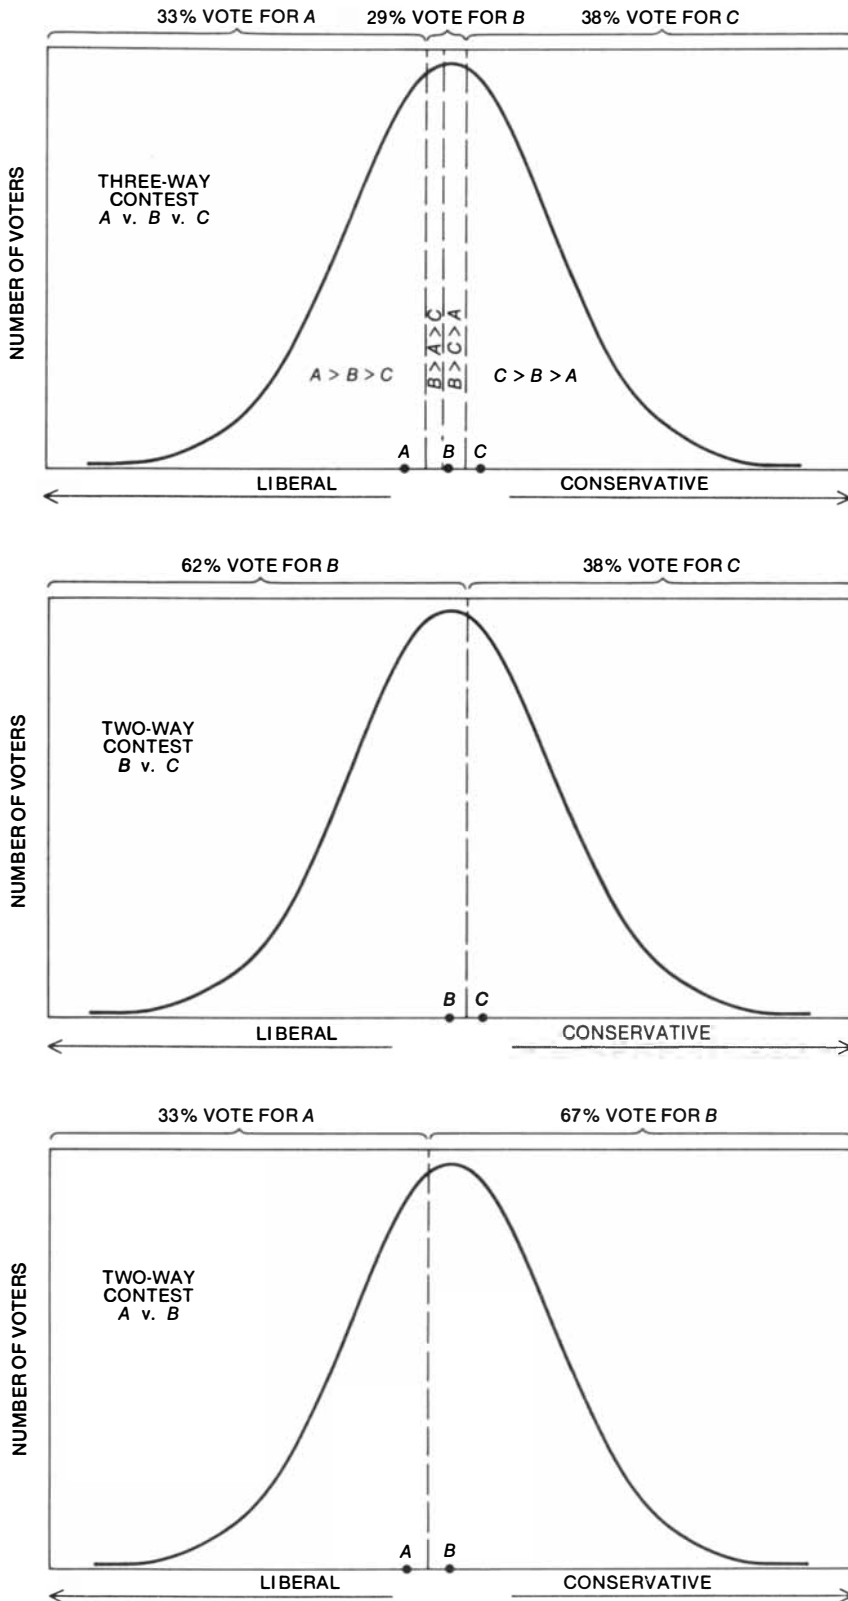 33% VOTE FOR A 29% VOTE FOR B 38% VOTE FOR C
NUMBER OF VOTERS
THREE-WAY
CONTEST
A v. B v. C
A > B > C
B > A > C
B > C > A
C > B > A
A B C
LIBERAL CONSERVATIVE
62% VOTE FOR B 38% VOTE FOR C
NUMBER OF VOTERS
TWO-WAY
CONTEST
B v. C
B C
LIBERAL CONSERVATIVE
33% VOTE FOR A 67% VOTE FOR B
NUMBER OF VOTERS
TWO-WAY
CONTEST
A v. B
A B
LIBERAL CONSERVATIVE